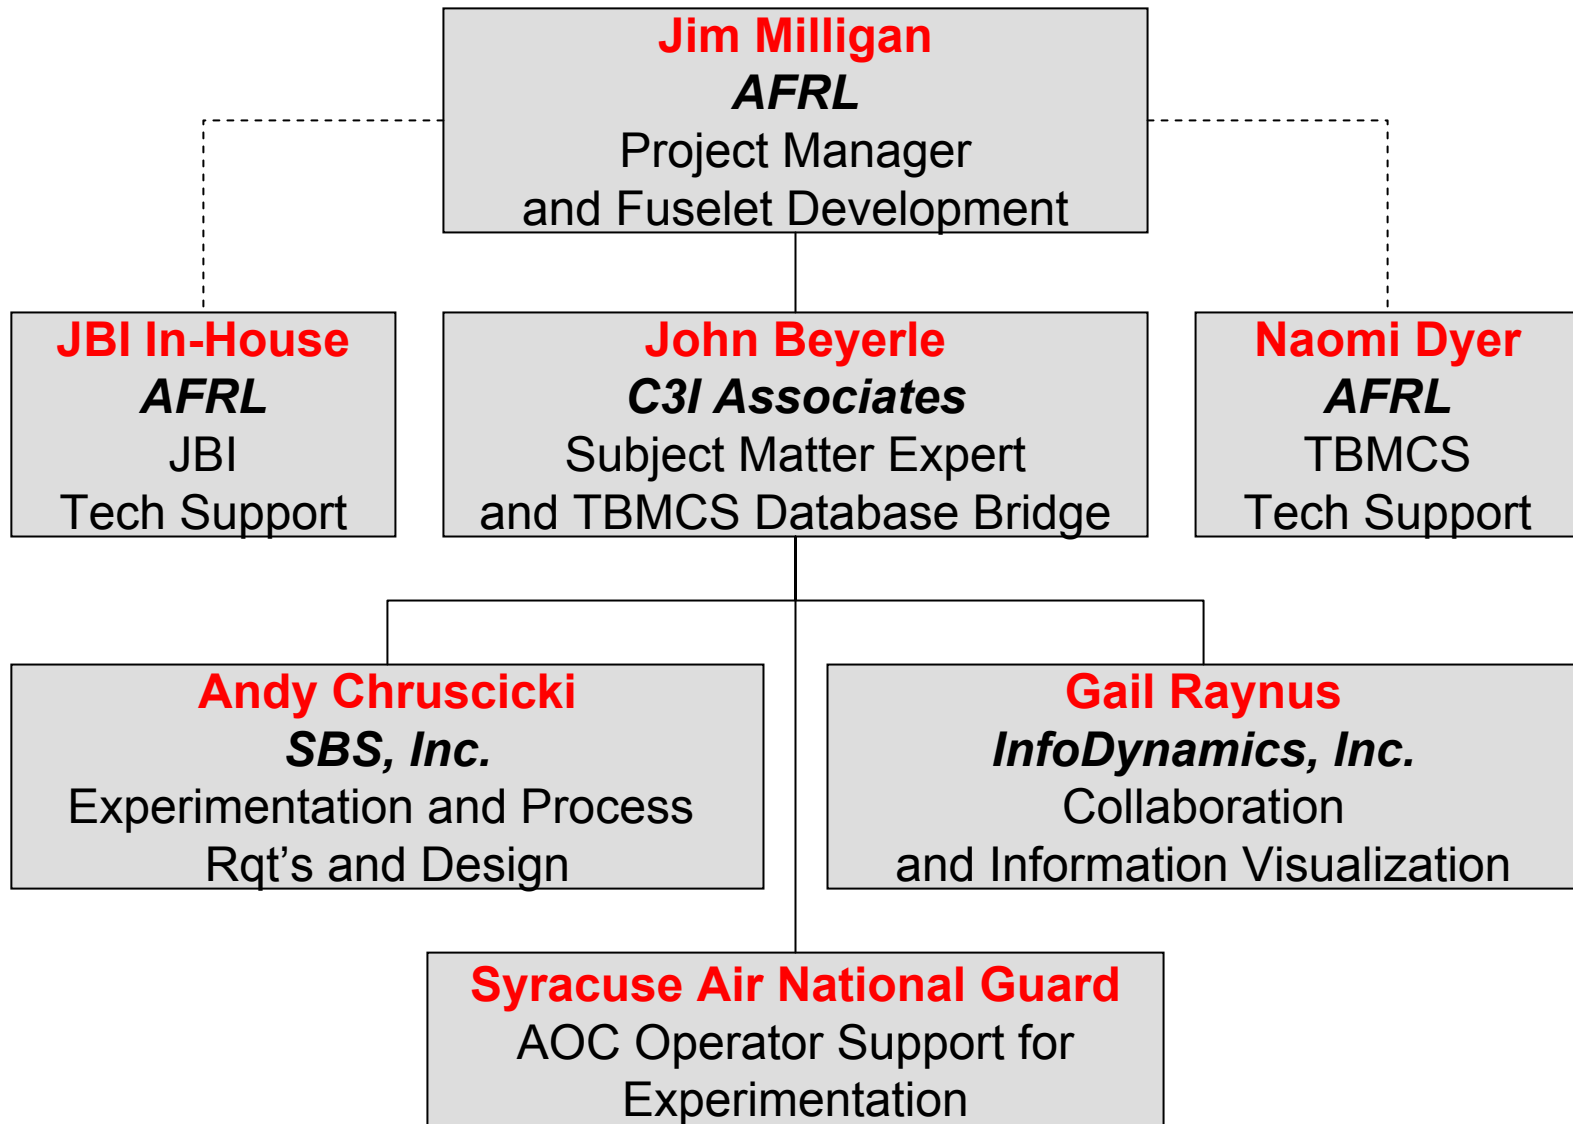 Jim Milligan
AFRL
Project Manager
and Fuselet Development
JBI In-House
AFRL
JBI
Tech Support
John Beyerle
C3I Associates
Subject Matter Expert
and TBMCS Database Bridge
Naomi Dyer
AFRL
TBMCS
Tech Support
Andy Chruscicki
SBS, Inc.
Experimentation and Process
Rqt’s and Design
Gail Raynus
InfoDynamics, Inc.
Collaboration
and Information Visualization
Syracuse Air National Guard
AOC Operator Support for
Experimentation